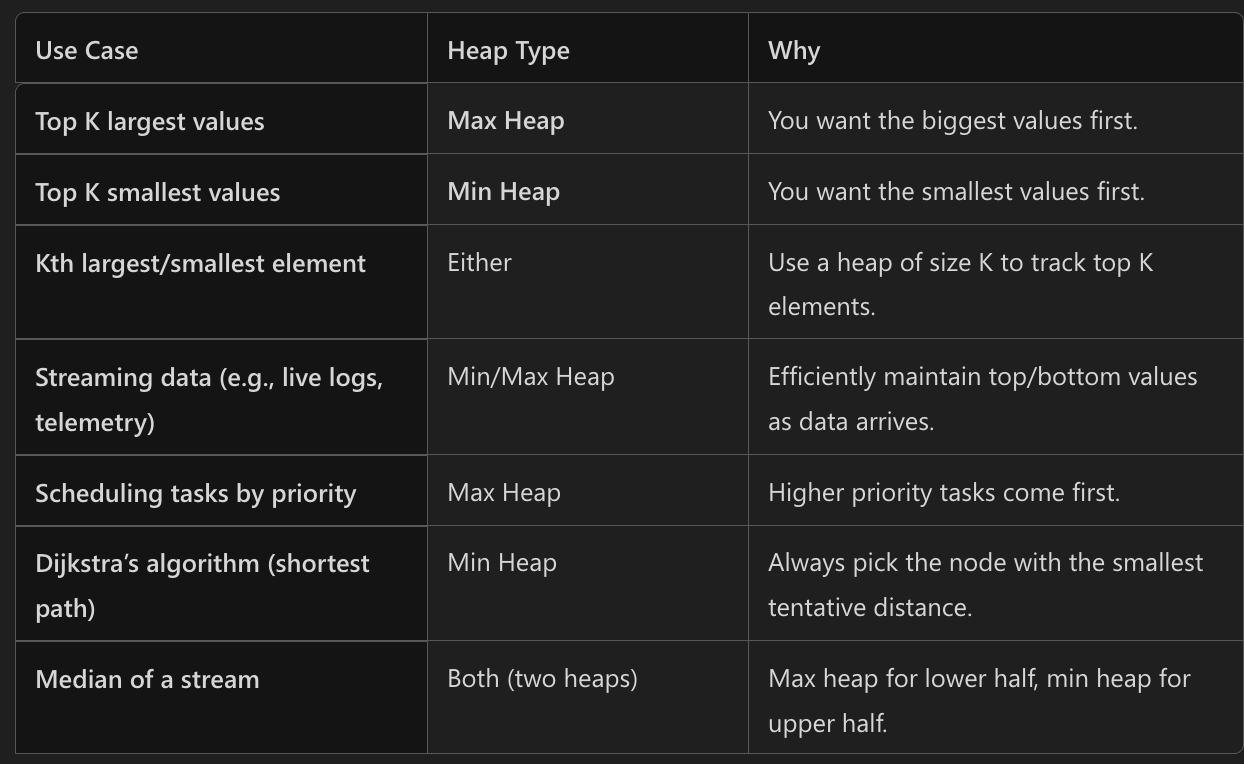 Use Case
Heap Type
Why
Top K largest values
Max Heap
You want the biggest values first.
Top K smallest values
Min Heap
You want the smallest values first.
Kth largest/smallest element
Either
Use a heap of size K to track top K
elements.
Streaming data (e.g., live logs,
telemetry)
Min/Max Heap
Efficiently maintain top/bottom values
as data arrives.
Scheduling tasks by priority
Max Heap
Higher priority tasks come first.
Dijkstra’s algorithm (shortest
path)
Min Heap
Always pick the node with the smallest
tentative distance.
Median of a stream
Both (two heaps)
Max heap for lower half, min heap for
upper half.